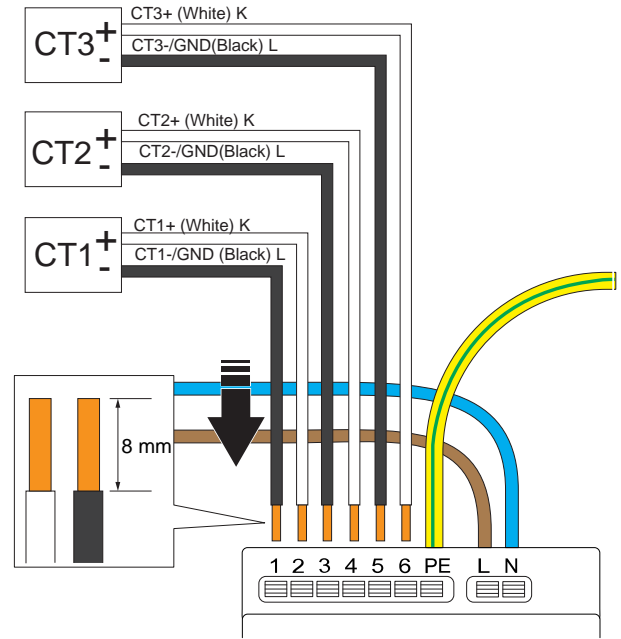 CT3+ (White) K
CT3 + -
CT3-/GND(Black) L
CT2+ (White) K
CT2 + -
CT2-/GND(Black) L
CT1+ (White) K
CT1 + -
CT1-/GND (Black) L
8 mm
1 2 3 4 5 6 PE L N